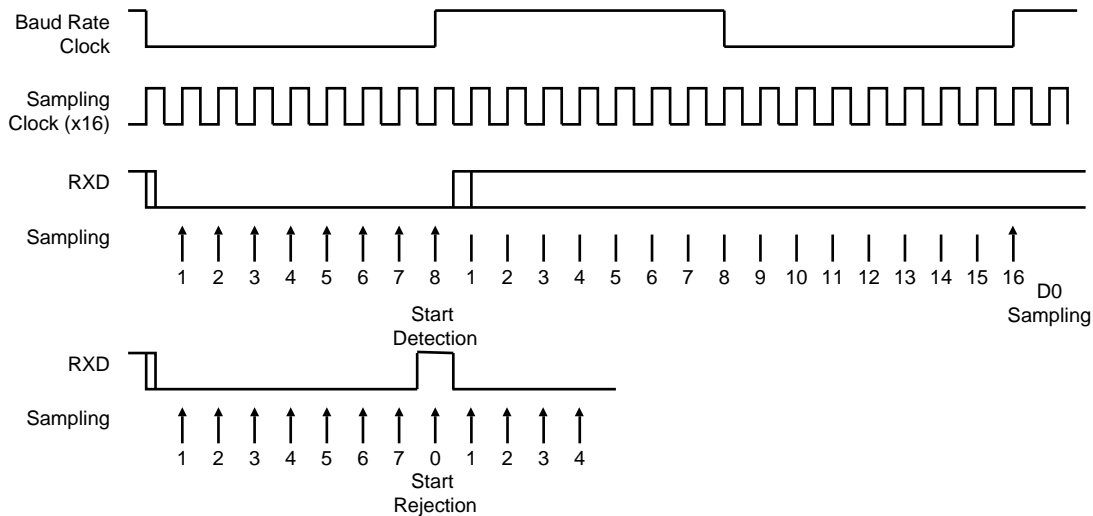 Baud Rate
Clock
Sampling
Clock (x16)
RXD
Sampling
1 2 3 4 5 6 7 8 1 2 3 4 5 6 7 8 9 10 11 12 13 14 15 16
D0
Sampling
Start
Detection
RXD
Sampling
1 2 3 4 5 6 7 0 1 2 3 4
Start
Rejection